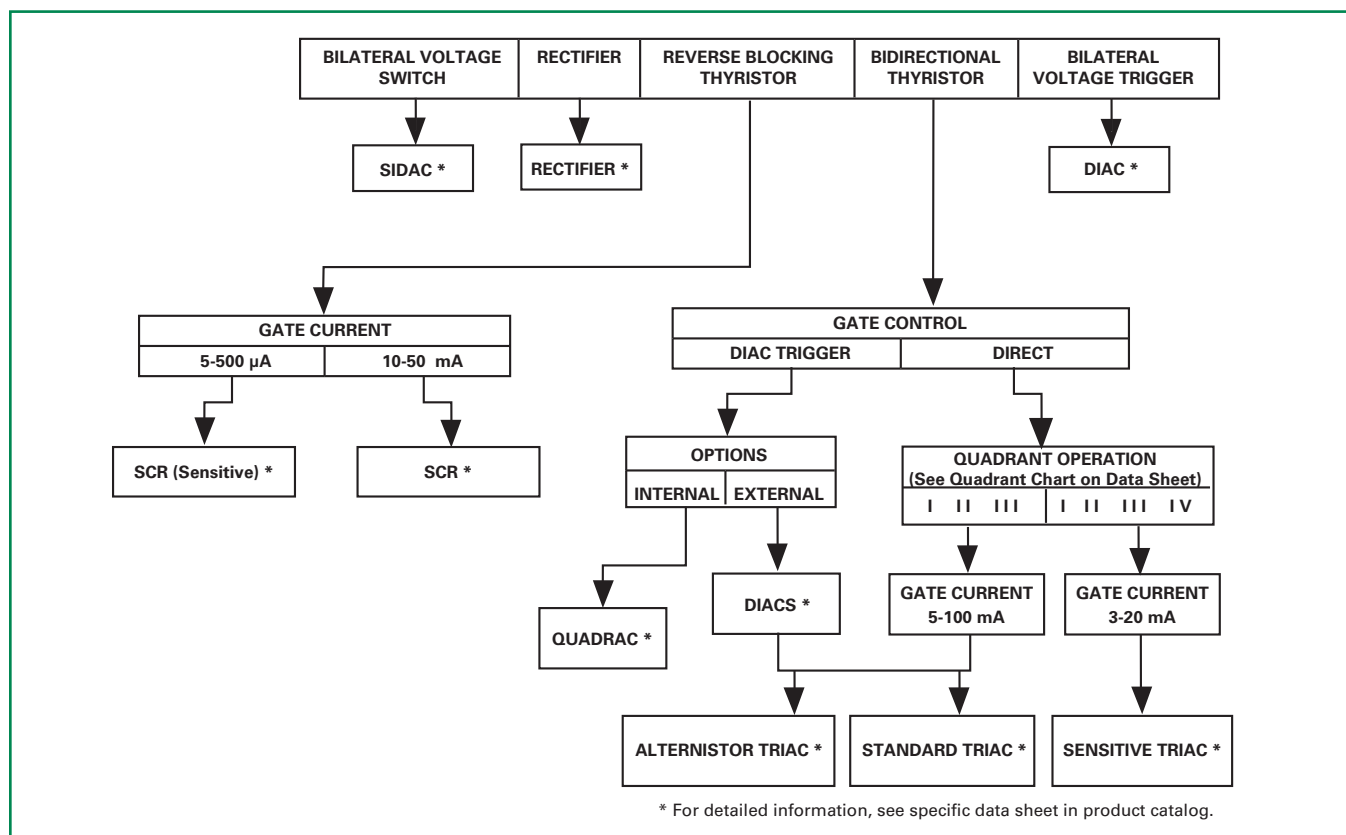 BILATERAL VOLTAGE
SWITCH
RECTIFIER
REVERSE BLOCKING
THYRISTOR
BIDIRECTIONAL
THYRISTOR
BILATERAL
VOLTAGE TRIGGER
SIDAC *
RECTIFIER *
DIAC *
GATE CURRENT
5-500 µA
10-50 mA
GATE CONTROL
DIAC TRIGGER
DIRECT
SCR (Sensitive) *
SCR *
OPTIONS
INTERNAL
EXTERNAL
QUADRANT OPERATION
(See Quadrant Chart on Data Sheet)
I II III
I II III IV
QUADRAC *
DIACS *
GATE CURRENT
5-100 mA
GATE CURRENT
3-20 mA
ALTERNISTOR TRIAC *
STANDARD TRIAC *
SENSITIVE TRIAC *
* For detailed information, see specific data sheet in product catalog.